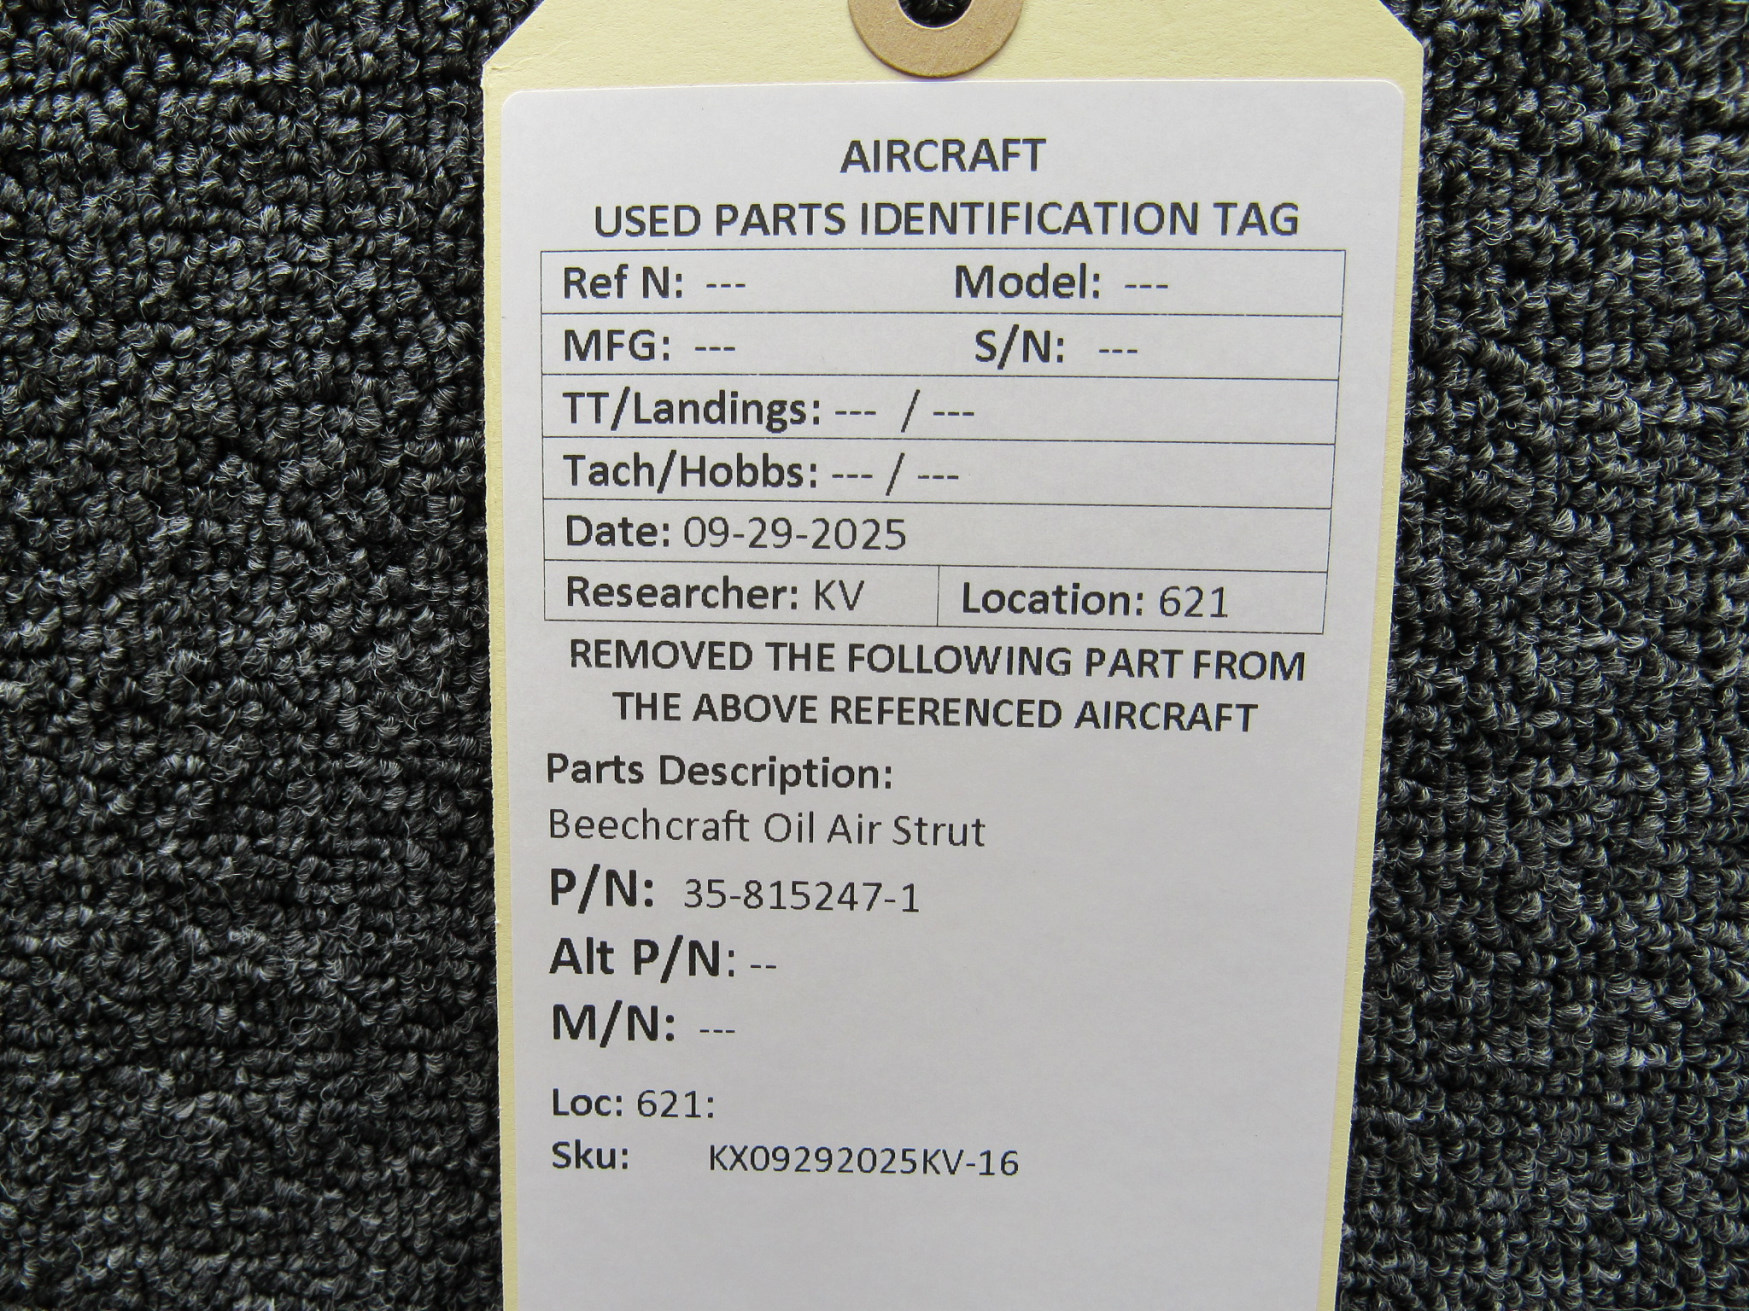 AIRCRAFT
USED PARTS IDENTIFICATION TAG
Ref N: --- Model: ---
MFG: --- S/N: ---
TT/Landings: --- / ---
Tach/Hobbs: --- / ---
Date: 09-29-2025
Researcher: KV Location: 621
REMOVED THE FOLLOWING PART FROM
THE ABOVE REFERENCED AIRCRAFT
Parts Description:
Beechcraft Oil Air Strut
P/N: 35-815247-1
Alt P/N: --
M/N: ---
Loc: 621:
Sku: KX09292025KV-16